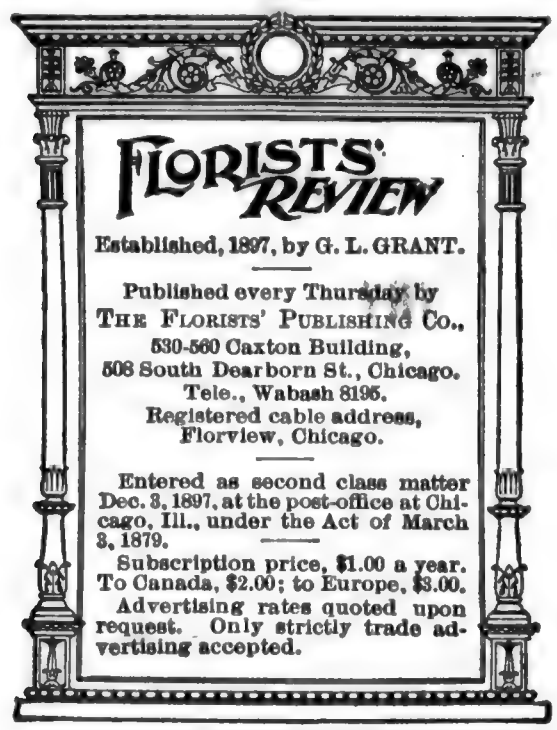 FLORISTS'
REVIEW
Established, 1897, by G. L. GRANT.
Published every Thursday by
THE FLORISTS' PUBLISHING CO.,
530-560 Caxton Building,
508 South Dearborn St., Chicago.
Tele., Wabash 8195.
Registered cable address,
Florview, Chicago.
Entered as second class matter
Dec. 3, 1897, at the post-office at Chi-
cago, Ill., under the Act of March
3, 1879.
Subscription price, $1.00 a year.
To Canada, $2.00; to Europe, $3.00.
Advertising rates quoted upon
request. Only strictly trade ad-
vertising accepted.